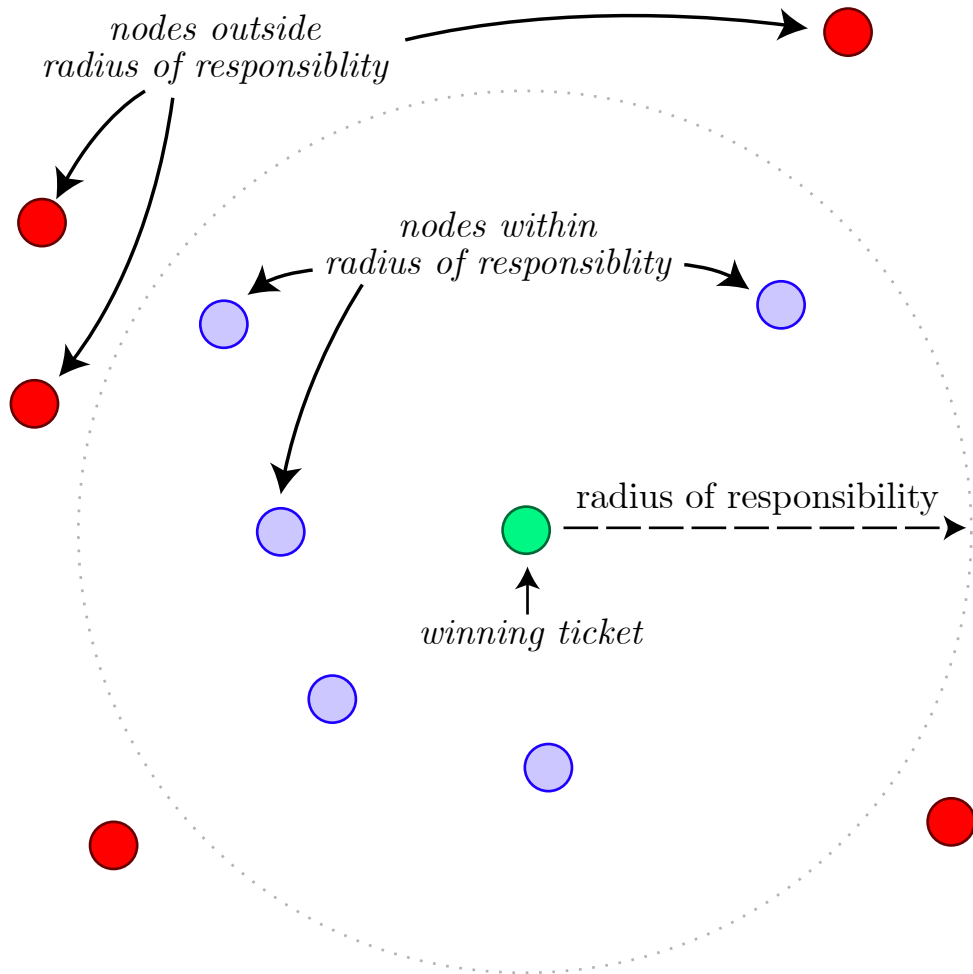 nodes outside
radius of responsiblity
nodes within
radius of responsiblity
radius of responsibility
winning ticket